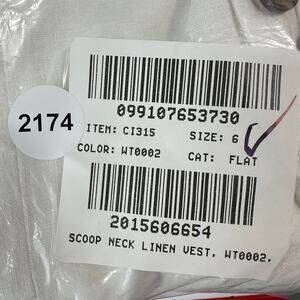 099107653730
2174
ITEM: CI315 SIZE: 6
COLOR: WT0002 CAT: FLAT
2015606654
SCOOP NECK LINEN VEST, WT0002,